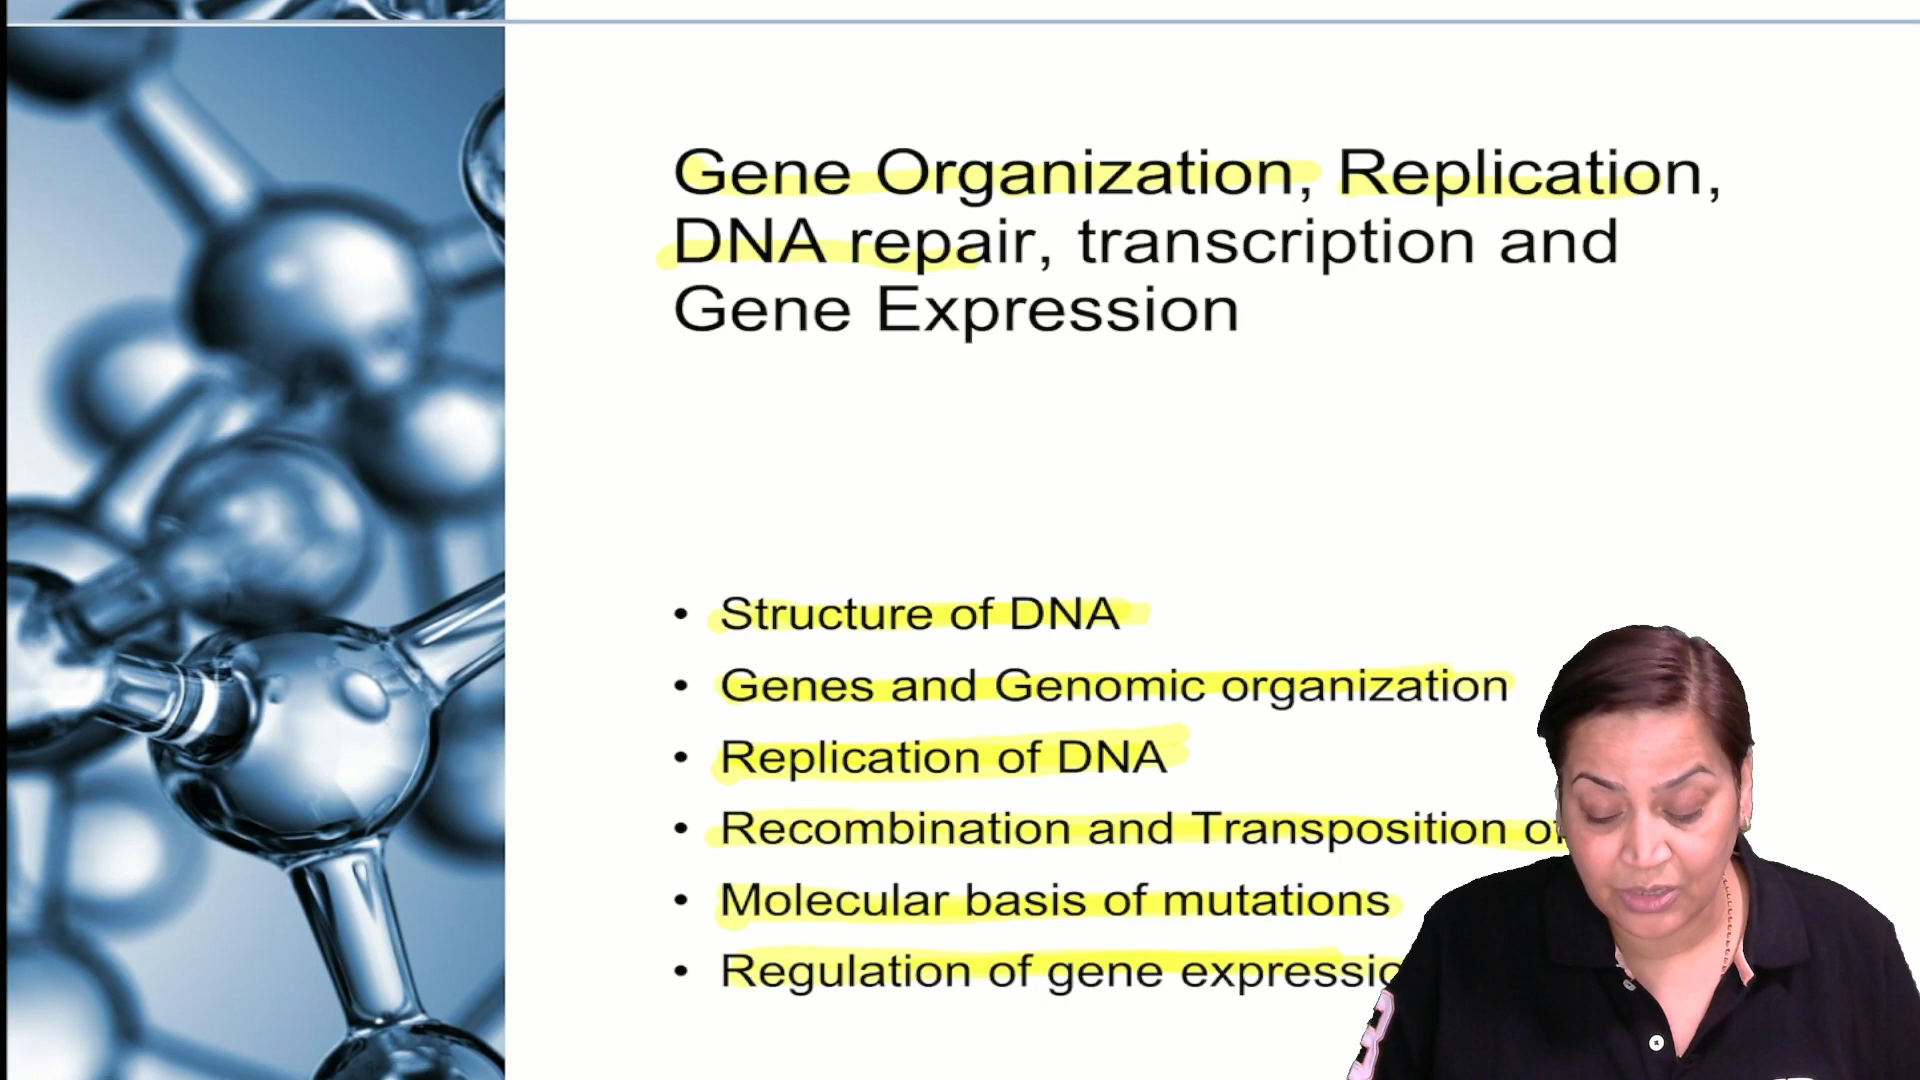 Gene Organization, Replication,
DNA repair, transcription and
Gene Expression
• Structure of DNA
• Genes and Genomic organization
• Replication of DNA
• Recombination and Transposition of
• Molecular basis of mutations
• Regulation of gene